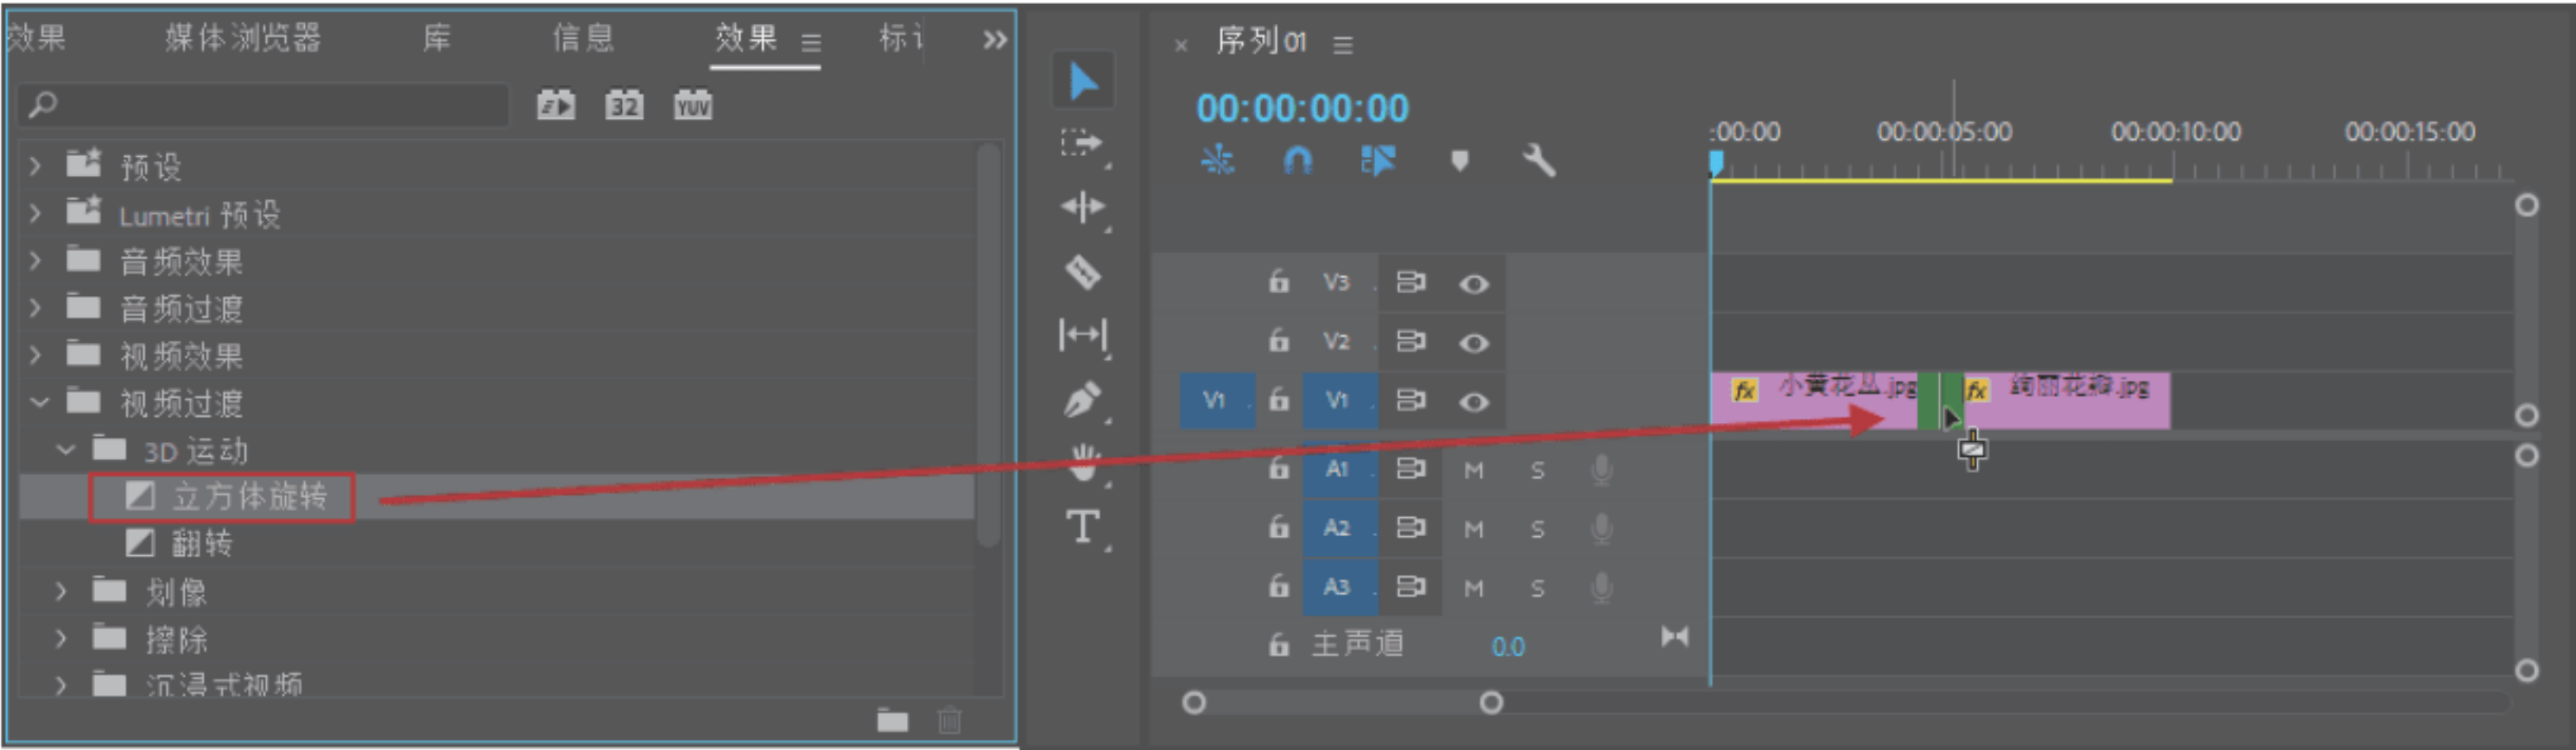 效果 媒体浏览器 库 信息 效果
32 YUV
预设
Lumetri 预设
音频效果
音频过渡
视频效果
视频过渡
3D 运动
立方体旋转
翻转
划像
擦除
沉浸式视频
序列 01
00:00:00:00
:00:00 00:00:05:00 00:00:10:00 00:00:15:00
V3
V2
V1 V1 fx 小黄花丛.jpg fx 绚丽花瓣.jpg
A1 M S
A2 M S
A3 M S
主声道 0.0
T